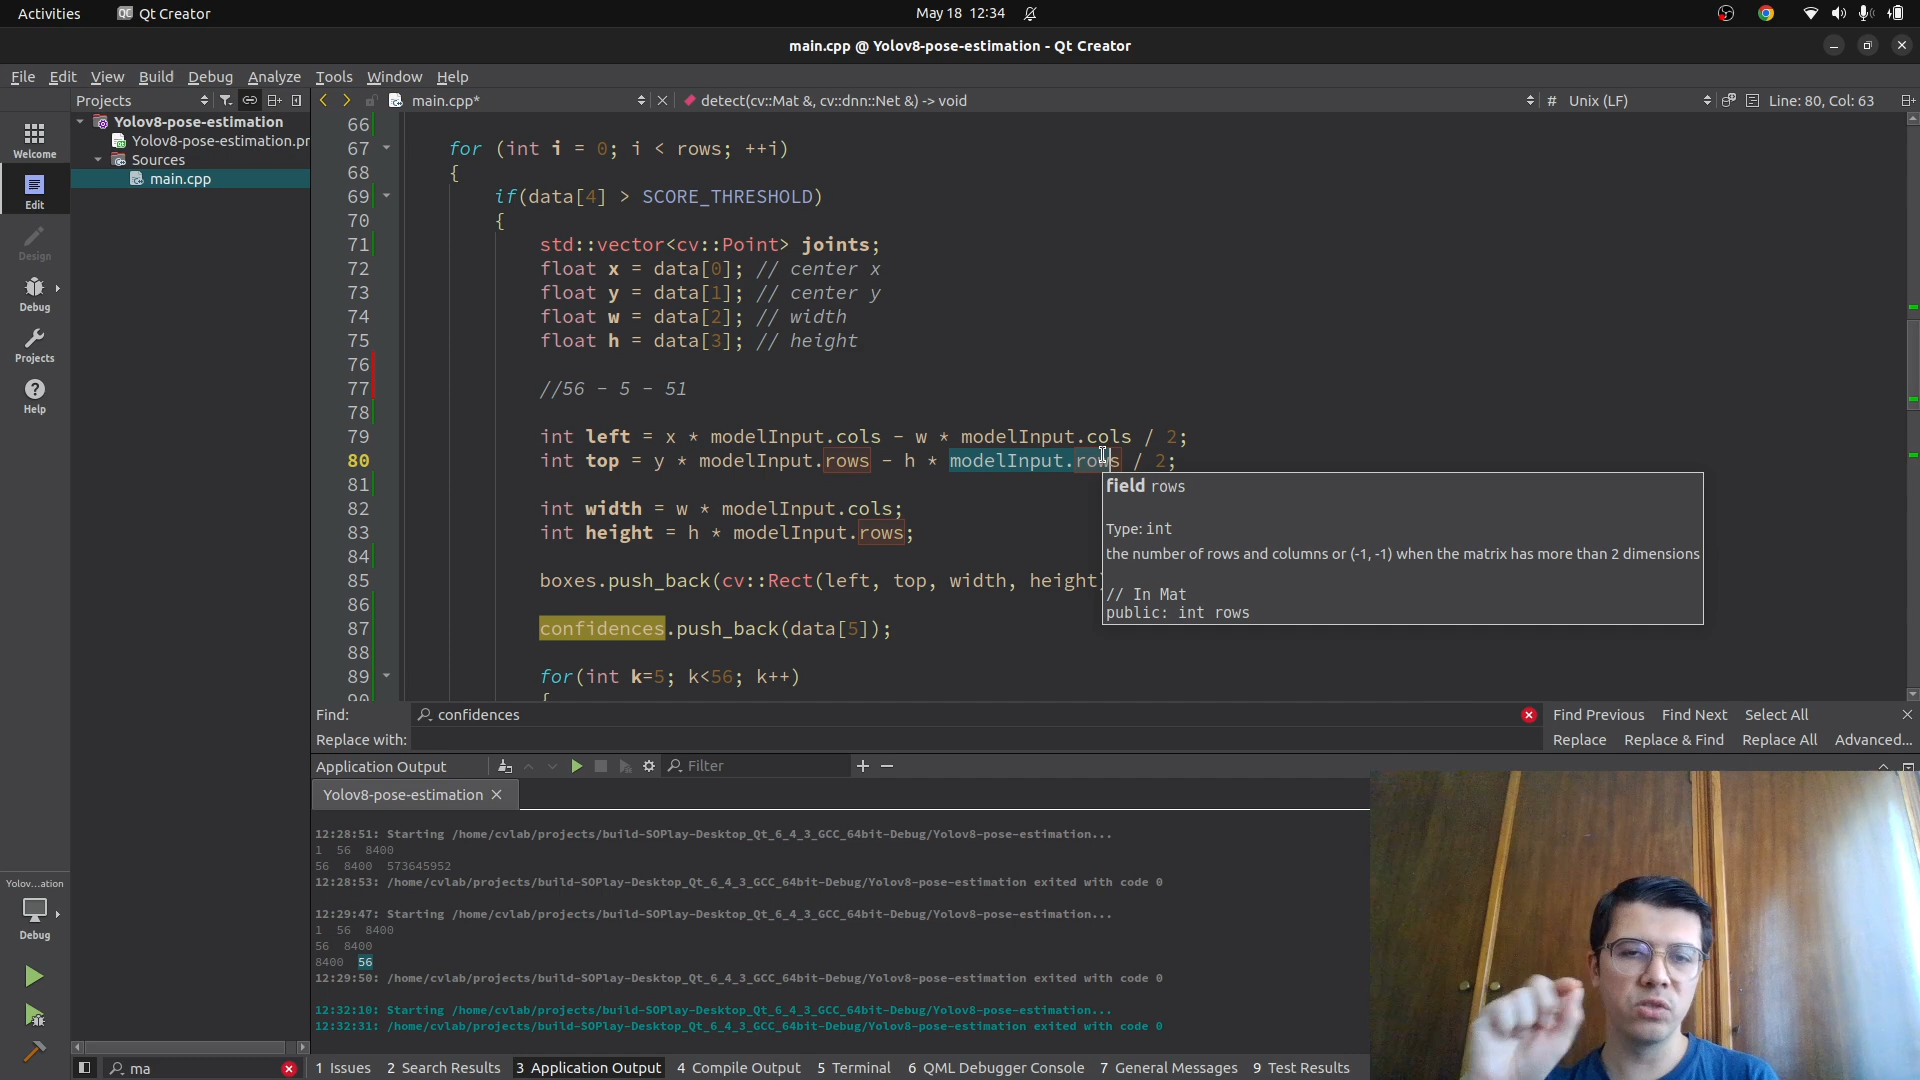 Activities
Qt Creator
May 18 12:34
main.cpp @ Yolov8-pose-estimation - Qt Creator
File Edit View Build Debug Analyze Tools Window Help
Projects
main.cpp*
detect(cv::Mat &, cv::dnn::Net &) -> void
# Unix (LF)
Line: 80, Col: 63
Welcome
Edit
Design
Debug
Projects
Help
Yolov8-pose-estimation
Yolov8-pose-estimation.pr
Sources
main.cpp
66
67 for (int i = 0; i < rows; ++i)
68 {
69 if(data[4] > SCORE_THRESHOLD)
70 {
71 std::vector<cv::Point> joints;
72 float x = data[0]; // center x
73 float y = data[1]; // center y
74 float w = data[2]; // width
75 float h = data[3]; // height
76
77 //56 - 5 - 51
78
79 int left = x * modelInput.cols - w * modelInput.cols / 2;
80 int top = y * modelInput.rows - h * modelInput.rows / 2;
81
82 int width = w * modelInput.cols;
83 int height = h * modelInput.rows;
84
85 boxes.push_back(cv::Rect(left, top, width, height)
86
87 confidences.push_back(data[5]);
88
89 for(int k=5; k<56; k++)
90 {
field rows
Type: int
the number of rows and columns or (-1, -1) when the matrix has more than 2 dimensions
// In Mat
public: int rows
Find: confidences
Find Previous Find Next Select All
Replace with:
Replace Replace & Find Replace All Advanced...
Application Output
Filter
Yolov8-pose-estimation
12:28:51: Starting /home/cvlab/projects/build-SOPlay-Desktop_Qt_6_4_3_GCC_64bit-Debug/Yolov8-pose-estimation...
1 56 8400
56 8400 573645952
12:28:53: /home/cvlab/projects/build-SOPlay-Desktop_Qt_6_4_3_GCC_64bit-Debug/Yolov8-pose-estimation exited with code 0
12:29:47: Starting /home/cvlab/projects/build-SOPlay-Desktop_Qt_6_4_3_GCC_64bit-Debug/Yolov8-pose-estimation...
1 56 8400
56 8400
8400 56
12:29:50: /home/cvlab/projects/build-SOPlay-Desktop_Qt_6_4_3_GCC_64bit-Debug/Yolov8-pose-estimation exited with code 0
12:32:10: Starting /home/cvlab/projects/build-SOPlay-Desktop_Qt_6_4_3_GCC_64bit-Debug/Yolov8-pose-estimation...
12:32:31: /home/cvlab/projects/build-SOPlay-Desktop_Qt_6_4_3_GCC_64bit-Debug/Yolov8-pose-estimation exited with code 0
Yolov...ation
Debug
ma
1 Issues 2 Search Results 3 Application Output 4 Compile Output 5 Terminal 6 QML Debugger Console 7 General Messages 9 Test Results